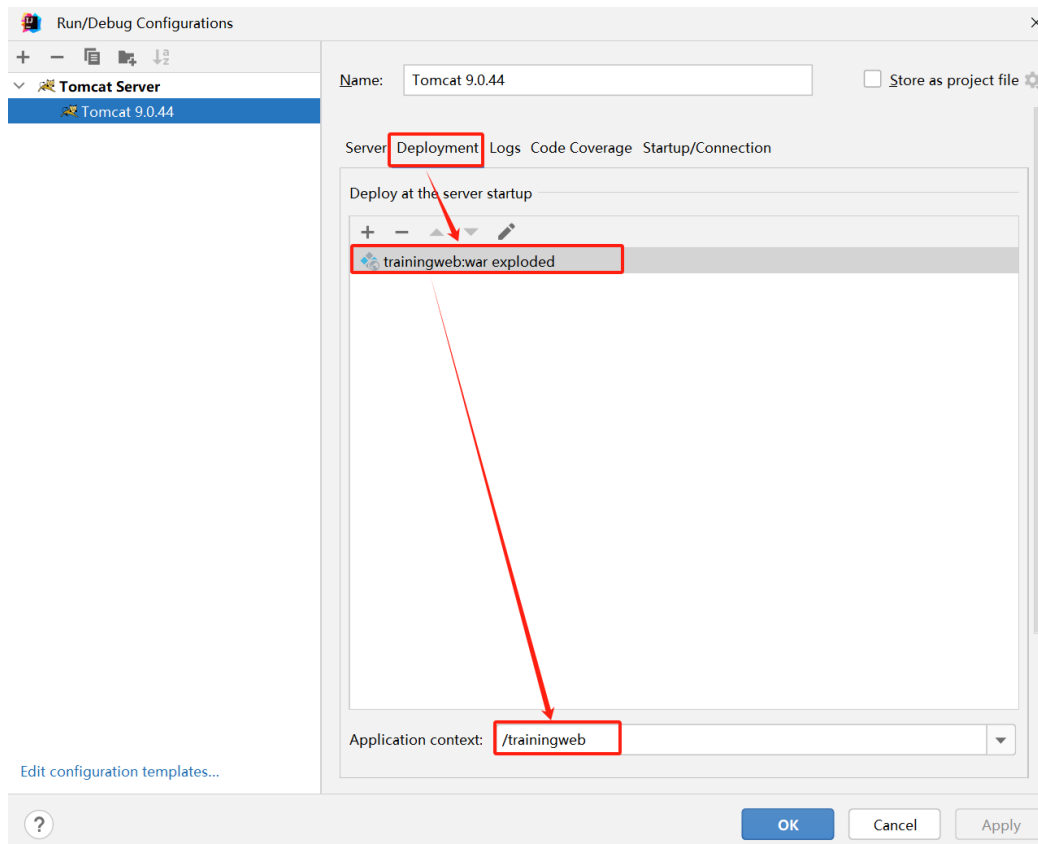 Run/Debug Configurations
Tomcat Server
Tomcat 9.0.44
Edit configuration templates...
Name: Tomcat 9.0.44 Store as project file
Server Deployment Logs Code Coverage Startup/Connection
Deploy at the server startup
trainingweb:war exploded
Application context: /trainingweb
? OK Cancel Apply